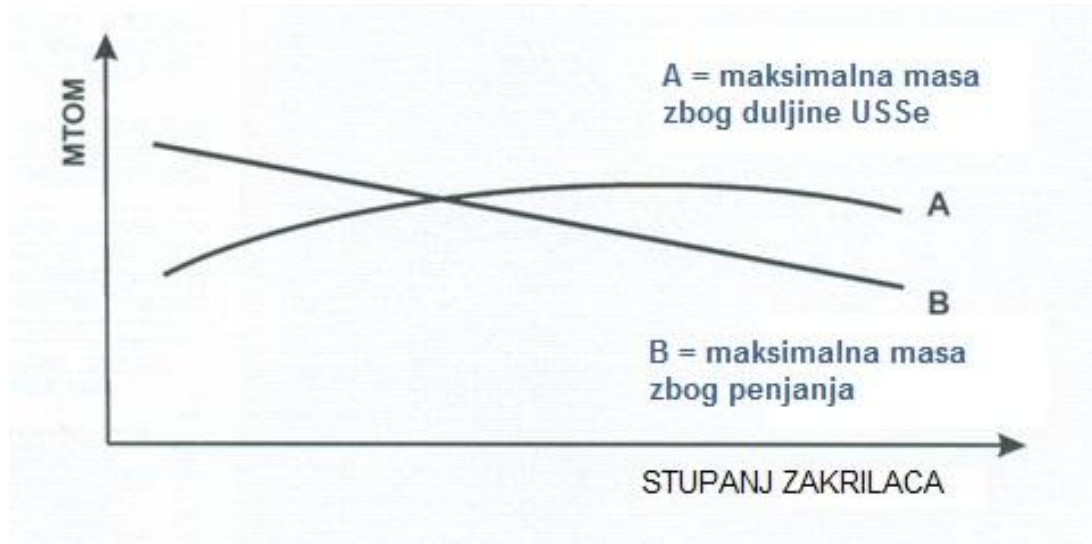 MTOM
A = maksimalna masa
zbog duljine USSe
A
B
B = maksimalna masa
zbog penjanja
STUPANJ ZAKRILACA